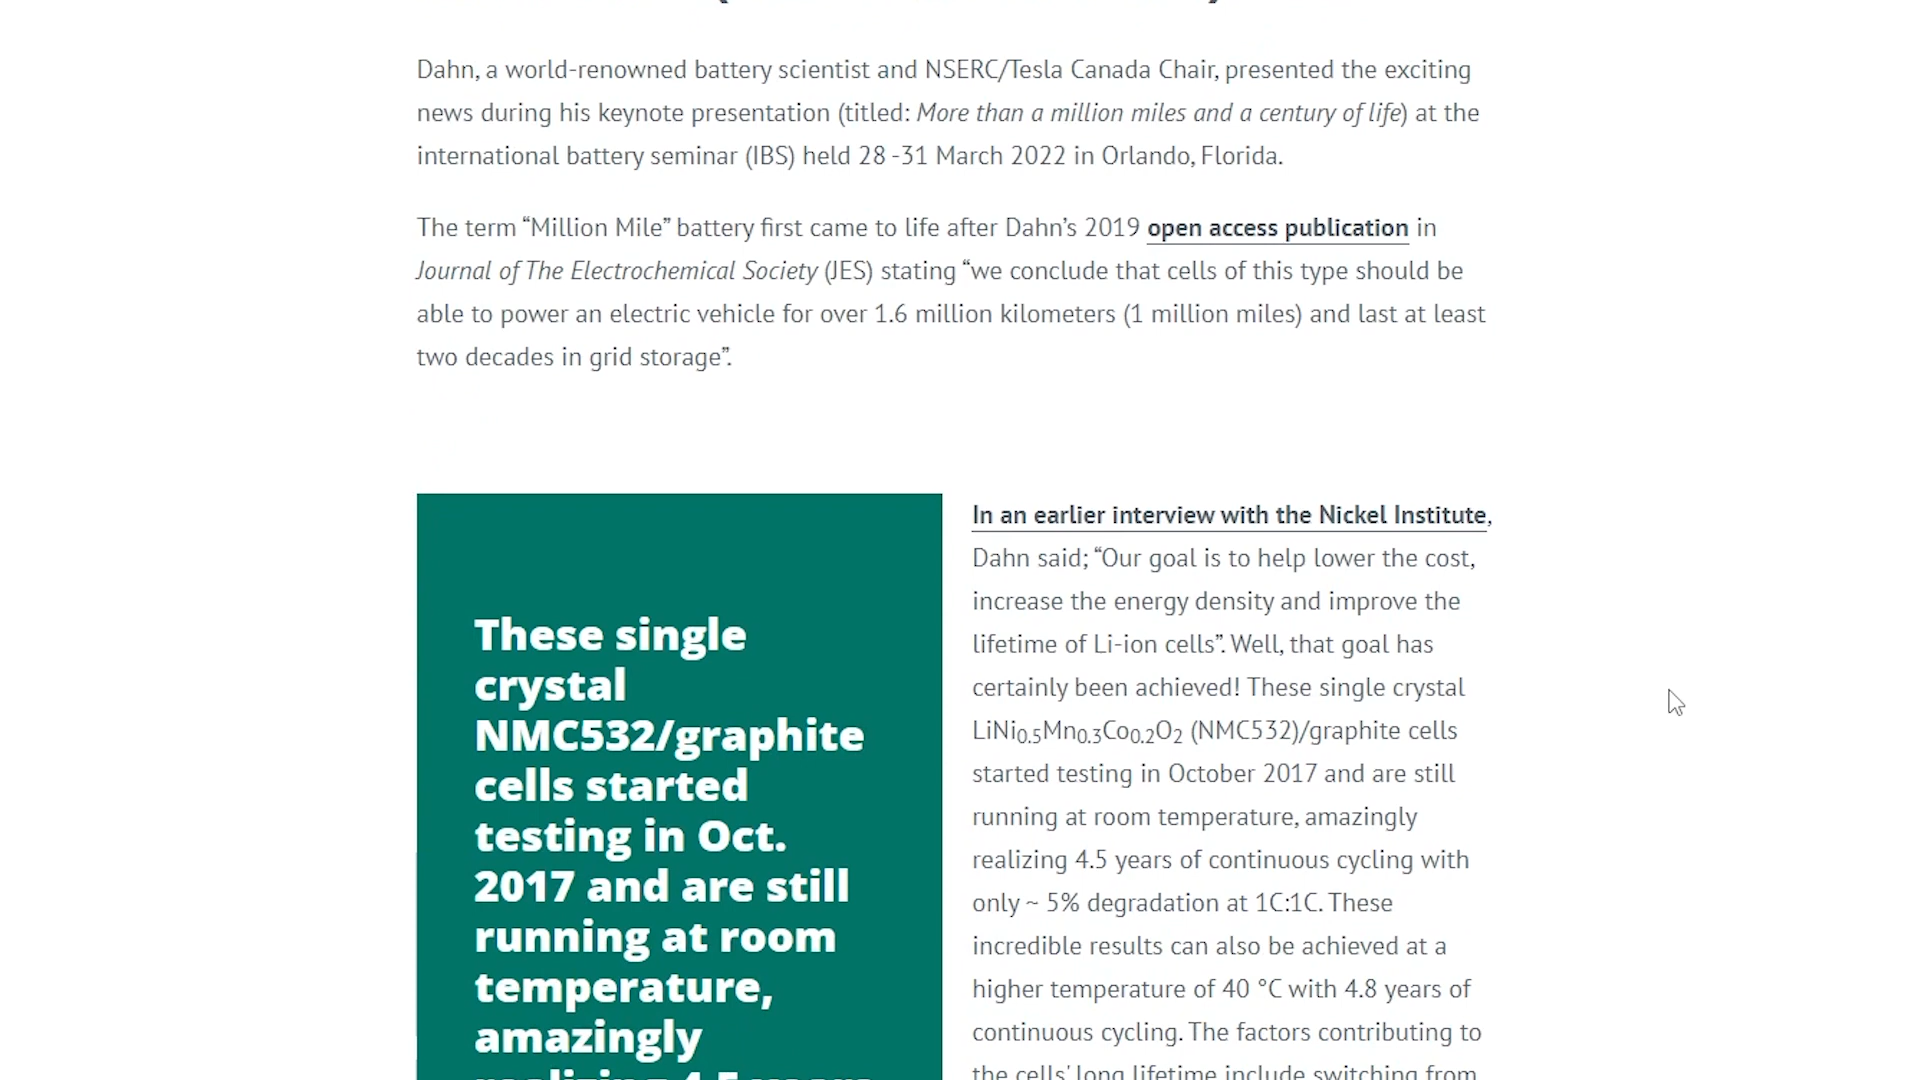 Dahn, a world-renowned battery scientist and NSERC/Tesla Canada Chair, presented the exciting
news during his keynote presentation (titled: More than a million miles and a century of life) at the
international battery seminar (IBS) held 28 -31 March 2022 in Orlando, Florida.
The term “Million Mile” battery first came to life after Dahn’s 2019 open access publication in
Journal of The Electrochemical Society (JES) stating “we conclude that cells of this type should be
able to power an electric vehicle for over 1.6 million kilometers (1 million miles) and last at least
two decades in grid storage”.
These single
crystal
NMC532/graphite
cells started
testing in Oct.
2017 and are still
running at room
temperature,
amazingly
realizing 4.5 years
In an earlier interview with the Nickel Institute,
Dahn said; “Our goal is to help lower the cost,
increase the energy density and improve the
lifetime of Li-ion cells”. Well, that goal has
certainly been achieved! These single crystal
LiNi0.5Mn0.3Co0.2O2 (NMC532)/graphite cells
started testing in October 2017 and are still
running at room temperature, amazingly
realizing 4.5 years of continuous cycling with
only ~ 5% degradation at 1C:1C. These
incredible results can also be achieved at a
higher temperature of 40 °C with 4.8 years of
continuous cycling. The factors contributing to
the cells' long lifetime include switching from